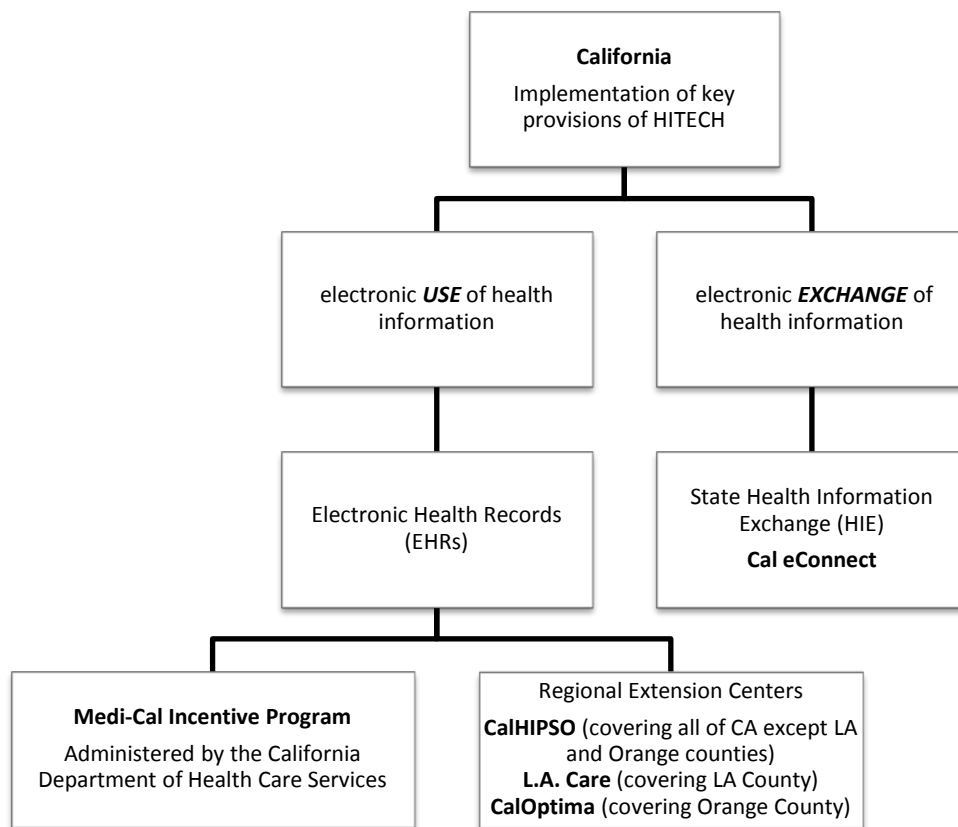 California
Implementation of key
provisions of HITECH
electronic USE of health
information
electronic EXCHANGE of
health information
Electronic Health Records
(EHRs)
State Health Information
Exchange (HIE)
Cal eConnect
Medi-Cal Incentive Program
Administered by the California
Department of Health Care Services
Regional Extension Centers
CalHIPSO (covering all of CA except LA
and Orange counties)
L.A. Care (covering LA County)
CalOptima (covering Orange County)